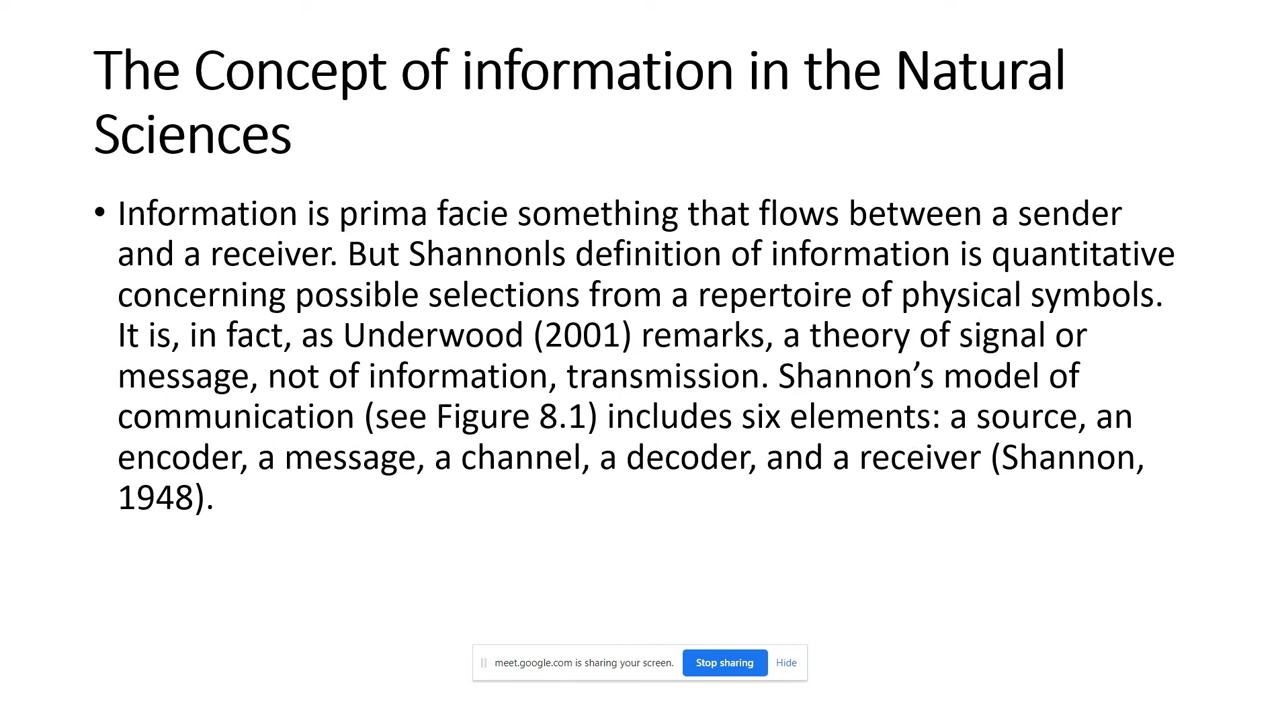 The Concept of information in the Natural
Sciences
• Information is prima facie something that flows between a sender
and a receiver. But Shannonls definition of information is quantitative
concerning possible selections from a repertoire of physical symbols.
It is, in fact, as Underwood (2001) remarks, a theory of signal or
message, not of information, transmission. Shannon’s model of
communication (see Figure 8.1) includes six elements: a source, an
encoder, a message, a channel, a decoder, and a receiver (Shannon,
1948).
meet.google.com is sharing your screen. Stop sharing Hide